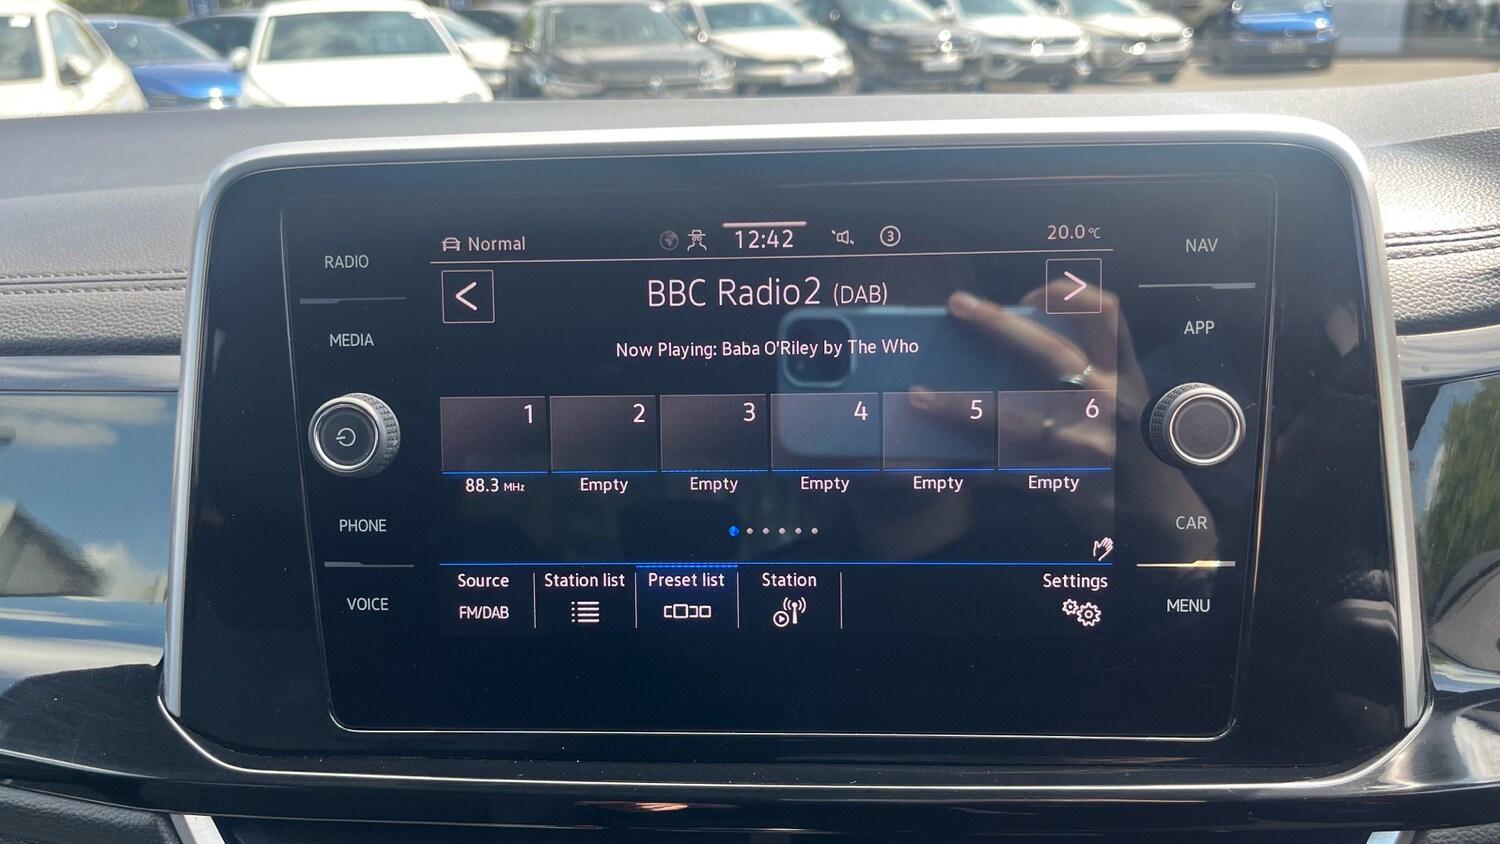 RADIO
MEDIA
PHONE
VOICE
Normal
12:42
3
20.0°C
< BBC Radio2 (DAB) >
Now Playing: Baba O'Riley by The Who
1 2 3 4 5 6
88.3 MHz Empty Empty Empty Empty Empty
Source Station list Preset list Station Settings
FM/DAB
NAV
APP
CAR
MENU